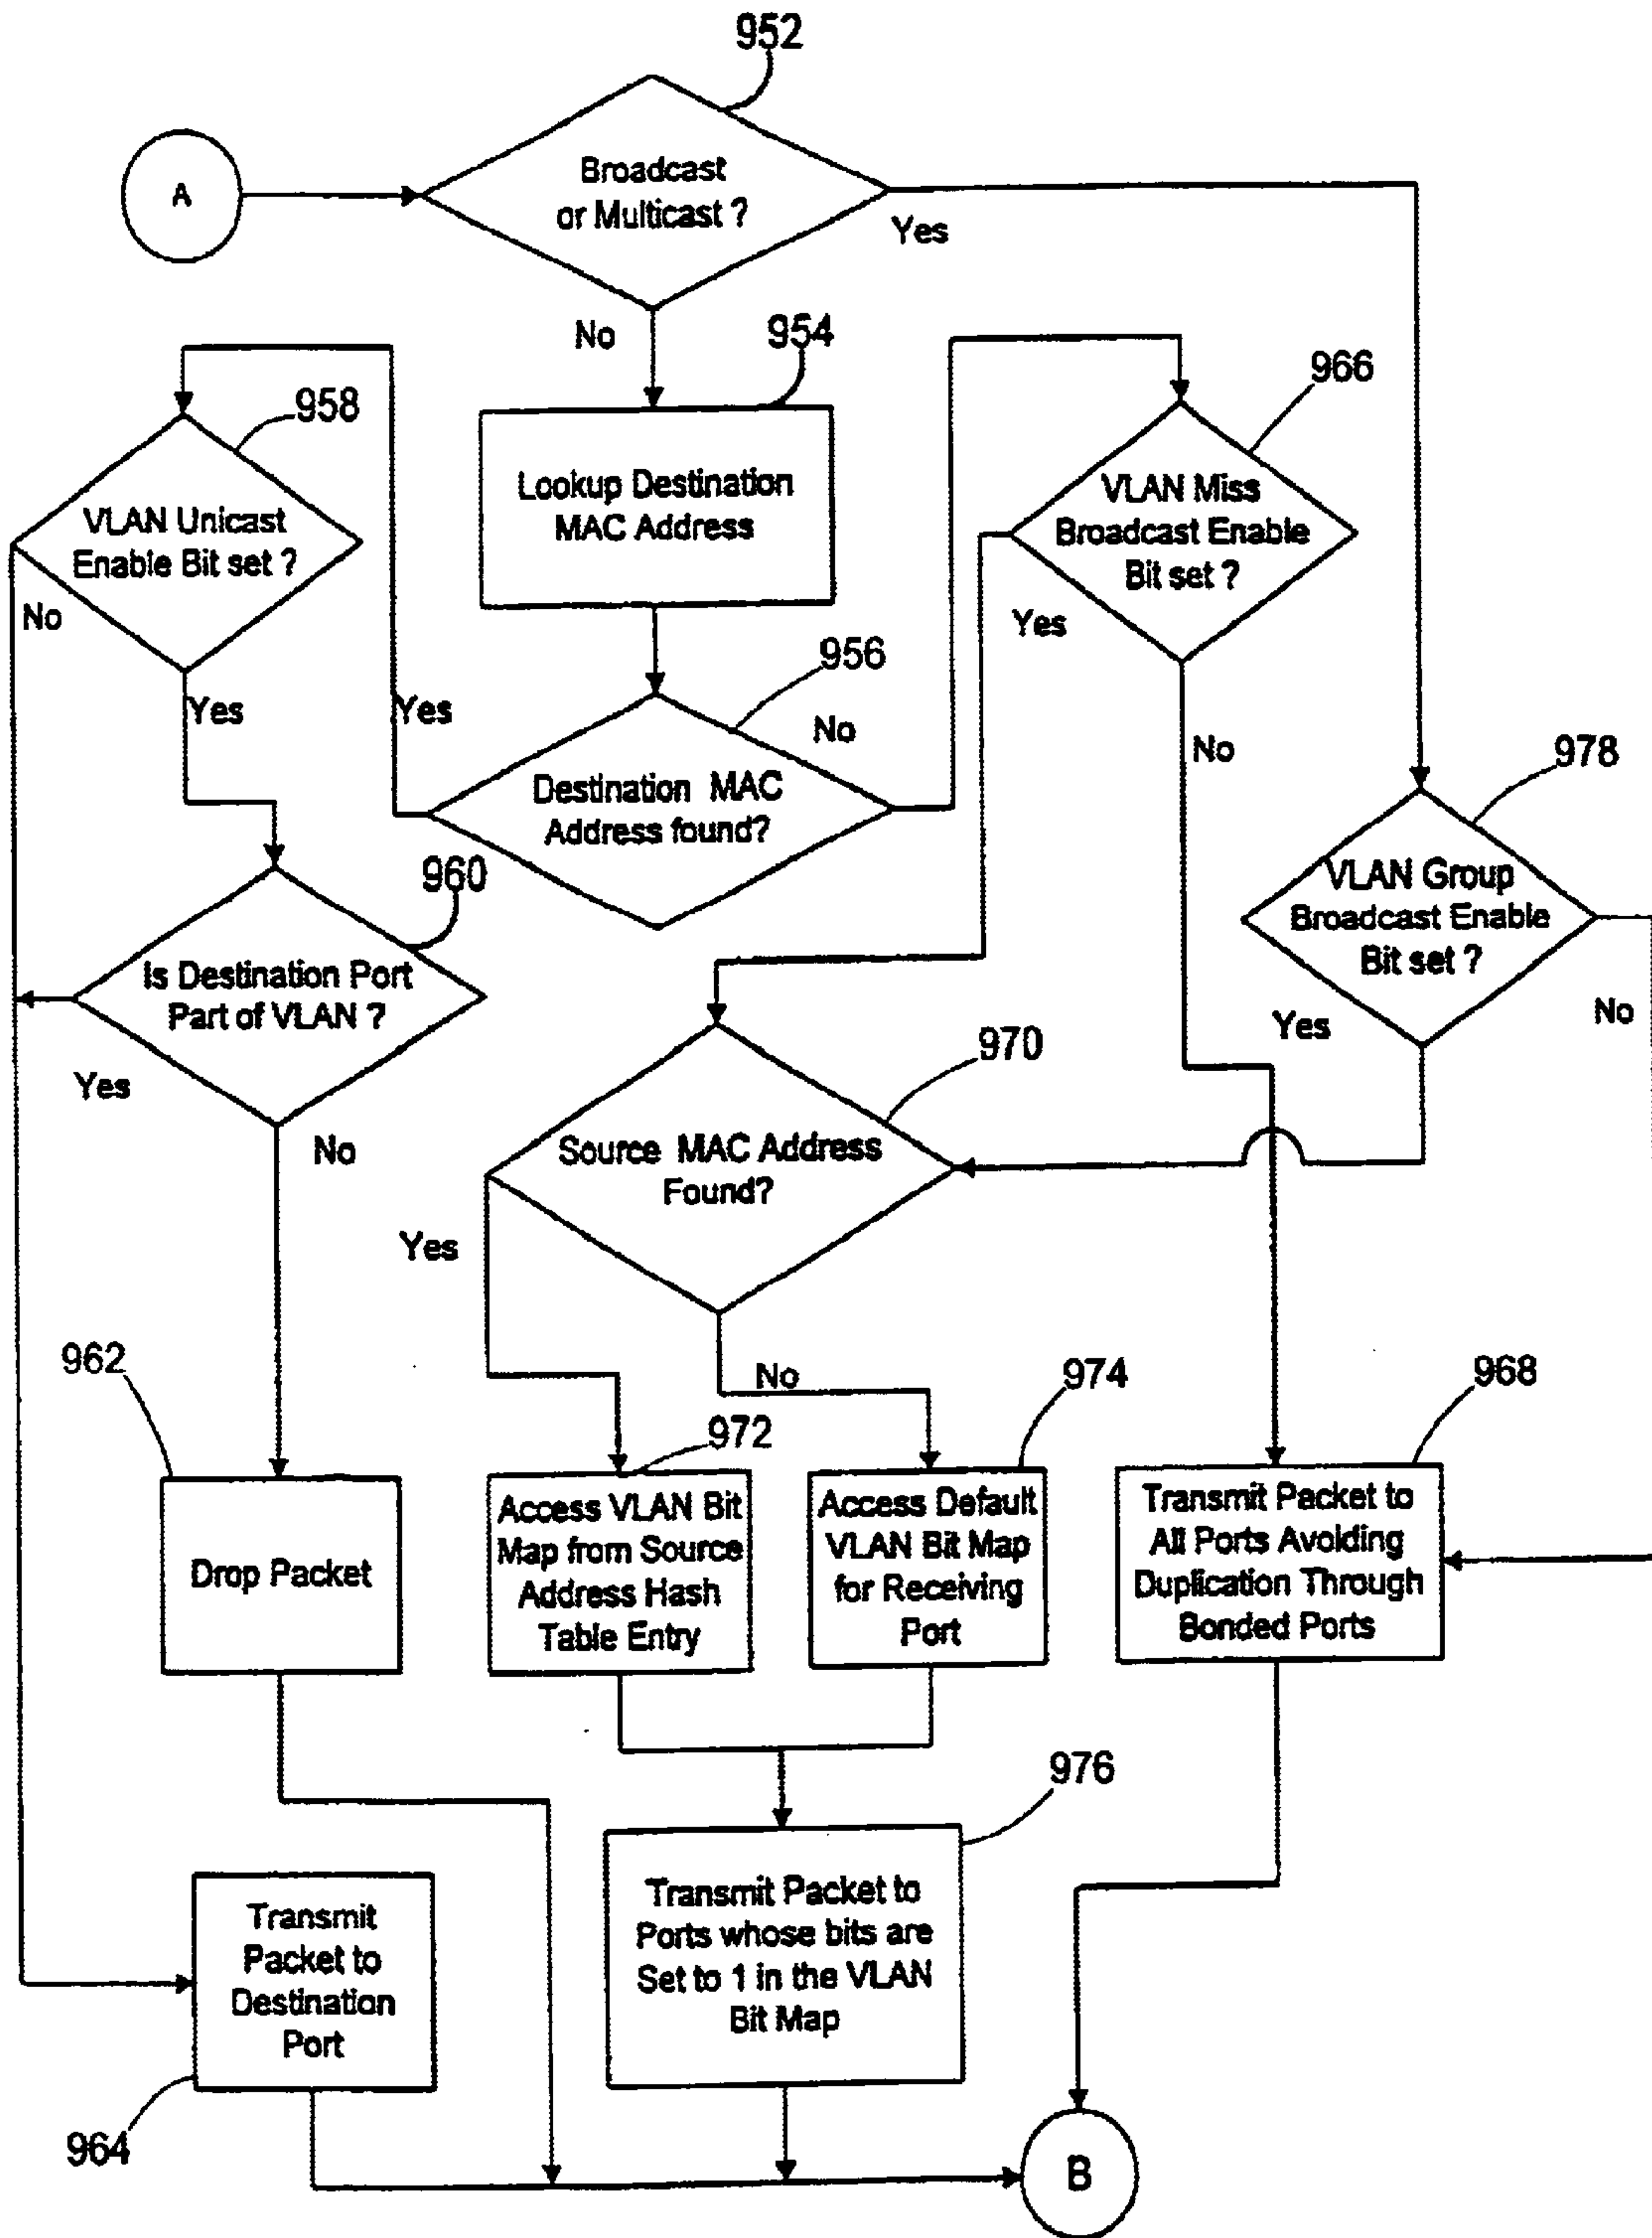 952
A
Broadcast
or Multicast ?
Yes
No
954
966
958
Lookup Destination
MAC Address
VLAN Unicast
Enable Bit set ?
VLAN Miss
Broadcast Enable
Bit set ?
No
Yes
956
Yes
Yes
No
No
978
Destination MAC
Address found?
960
VLAN Group
Broadcast Enable
Bit set ?
Is Destination Port
Part of VLAN ?
Yes
No
970
Yes
No
Source MAC Address
Found?
Yes
962
No
974
968
972
Drop Packet
Access VLAN Bit
Map from Source
Address Hash
Table Entry
Access Default
VLAN Bit Map
for Receiving
Port
Transmit Packet to
All Ports Avoiding
Duplication Through
Bonded Ports
976
Transmit
Packet to
Destination
Port
Transmit Packet to
Ports whose bits are
Set to 1 in the VLAN
Bit Map
964
B